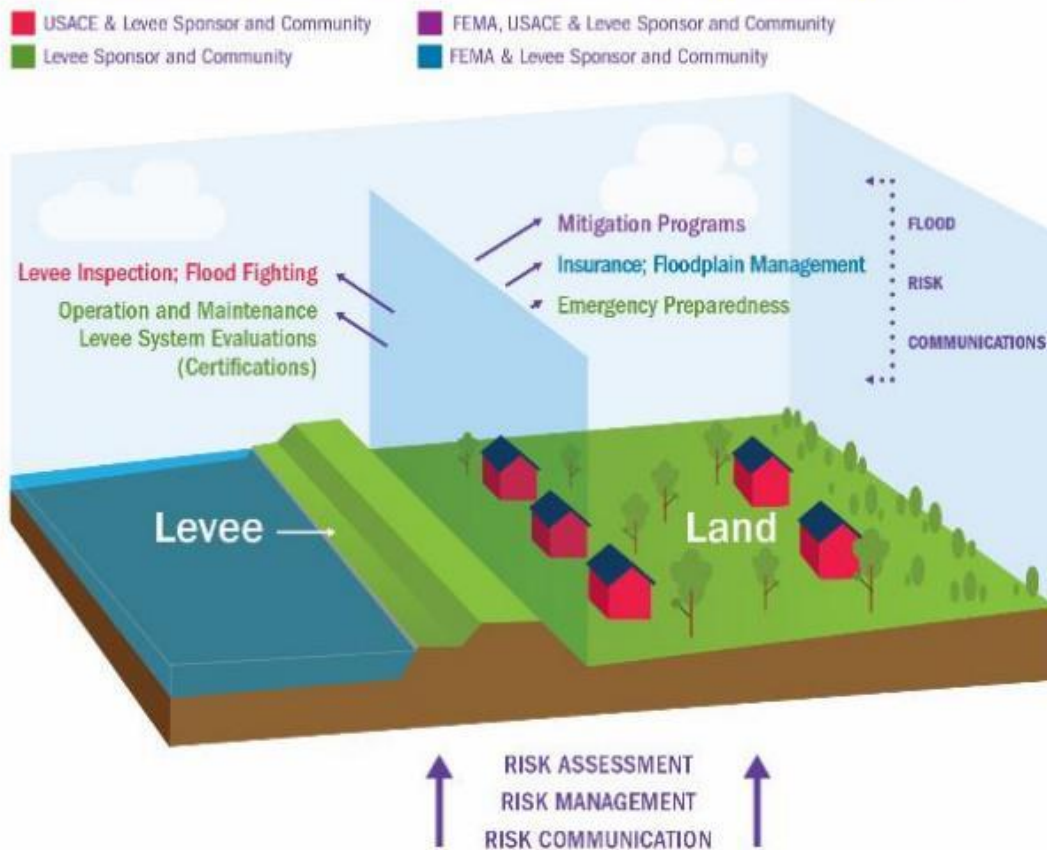 USACE & Levee Sponsor and Community
FEMA, USACE & Levee Sponsor and Community
Levee Sponsor and Community
FEMA & Levee Sponsor and Community
Mitigation Programs
Insurance; Floodplain Management
Emergency Preparedness
Levee Inspection; Flood Fighting
Operation and Maintenance
Levee System Evaluations
(Certifications)
FLOOD
RISK
COMMUNICATIONS
Levee
Land
RISK ASSESSMENT
RISK MANAGEMENT
RISK COMMUNICATION